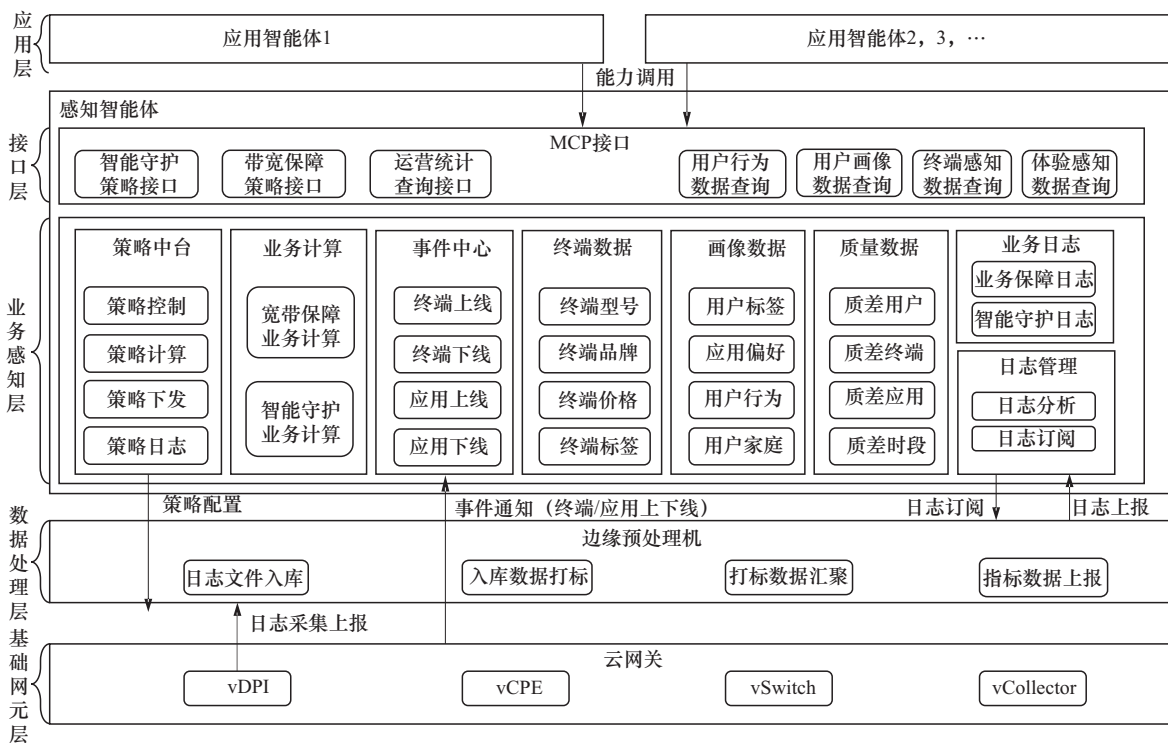 应用层
应用智能体1
应用智能体2，3，…
能力调用
感知智能体
接口层
MCP接口
智能守护
策略接口
带宽保障
策略接口
运营统计
查询接口
用户行为
数据查询
用户画像
数据查询
终端感知
数据查询
体验感知
数据查询
业务感知层
策略中台
策略控制
策略计算
策略下发
策略日志
业务计算
宽带保障
业务计算
智能守护
业务计算
事件中心
终端上线
终端下线
应用上线
应用下线
终端数据
终端型号
终端品牌
终端价格
终端标签
画像数据
用户标签
应用偏好
用户行为
用户家庭
质量数据
质差用户
质差终端
质差应用
质差时段
业务日志
业务保障日志
智能守护日志
日志管理
日志分析
日志订阅
策略配置
事件通知（终端/应用上下线）
日志订阅
日志上报
数据处理层
边缘预处理机
日志文件入库
入库数据打标
打标数据汇聚
指标数据上报
日志采集上报
基础网元层
云网关
vDPI
vCPE
vSwitch
vCollector